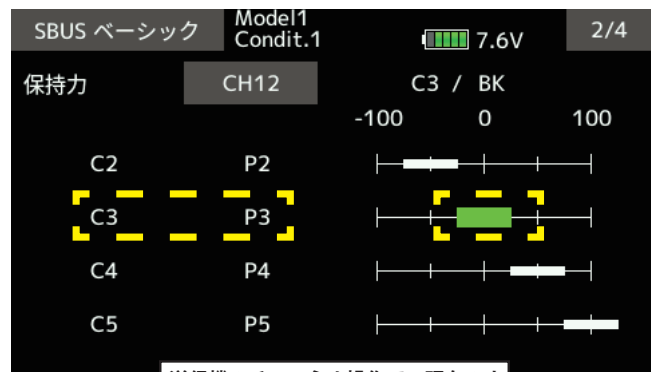 SBUS ベーシック
Model1
Condit.1
7.6V
2/4
保持力
CH12
C3 / BK
-100 0 100
C2 P2
C3 P3
C4 P4
C5 P5